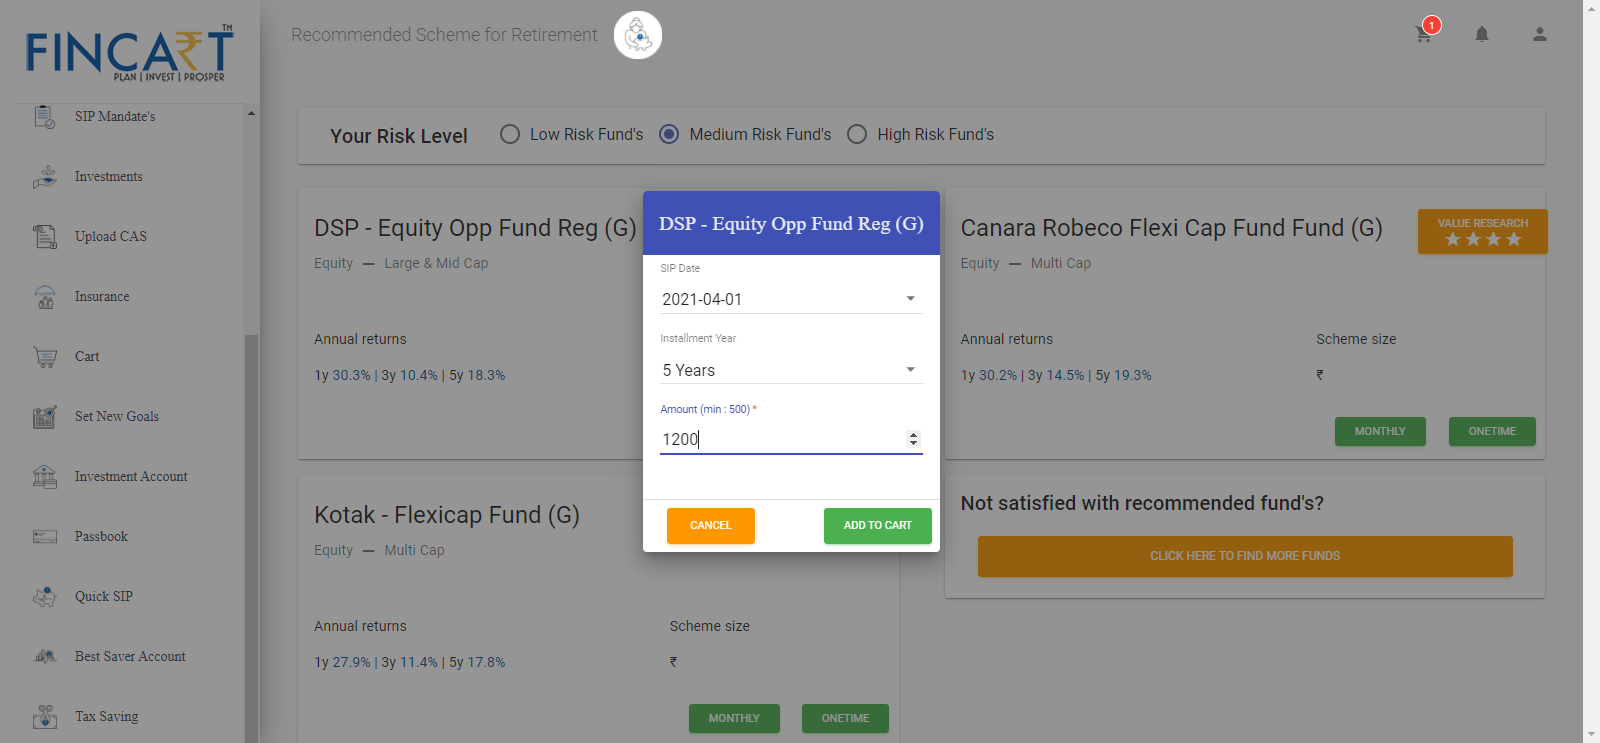 FINCART™
PLAN | INVEST | PROSPER
Recommended Scheme for Retirement
1
SIP Mandate's
Investments
Upload CAS
Insurance
Cart
Set New Goals
Investment Account
Passbook
Quick SIP
Best Saver Account
Tax Saving
Your Risk Level
Low Risk Fund's
Medium Risk Fund's
High Risk Fund's
DSP - Equity Opp Fund Reg (G)
Equity — Large & Mid Cap
Annual returns
1y 30.3% | 3y 10.4% | 5y 18.3%
DSP - Equity Opp Fund Reg (G)
SIP Date
2021-04-01
Installment Year
5 Years
Amount (min : 500) *
1200
CANCEL
ADD TO CART
Canara Robeco Flexi Cap Fund Fund (G)
VALUE RESEARCH
Equity — Multi Cap
Annual returns
Scheme size
1y 30.2% | 3y 14.5% | 5y 19.3%
₹
MONTHLY
ONETIME
Kotak - Flexicap Fund (G)
Equity — Multi Cap
Annual returns
Scheme size
1y 27.9% | 3y 11.4% | 5y 17.8%
₹
MONTHLY
ONETIME
Not satisfied with recommended fund's?
CLICK HERE TO FIND MORE FUNDS